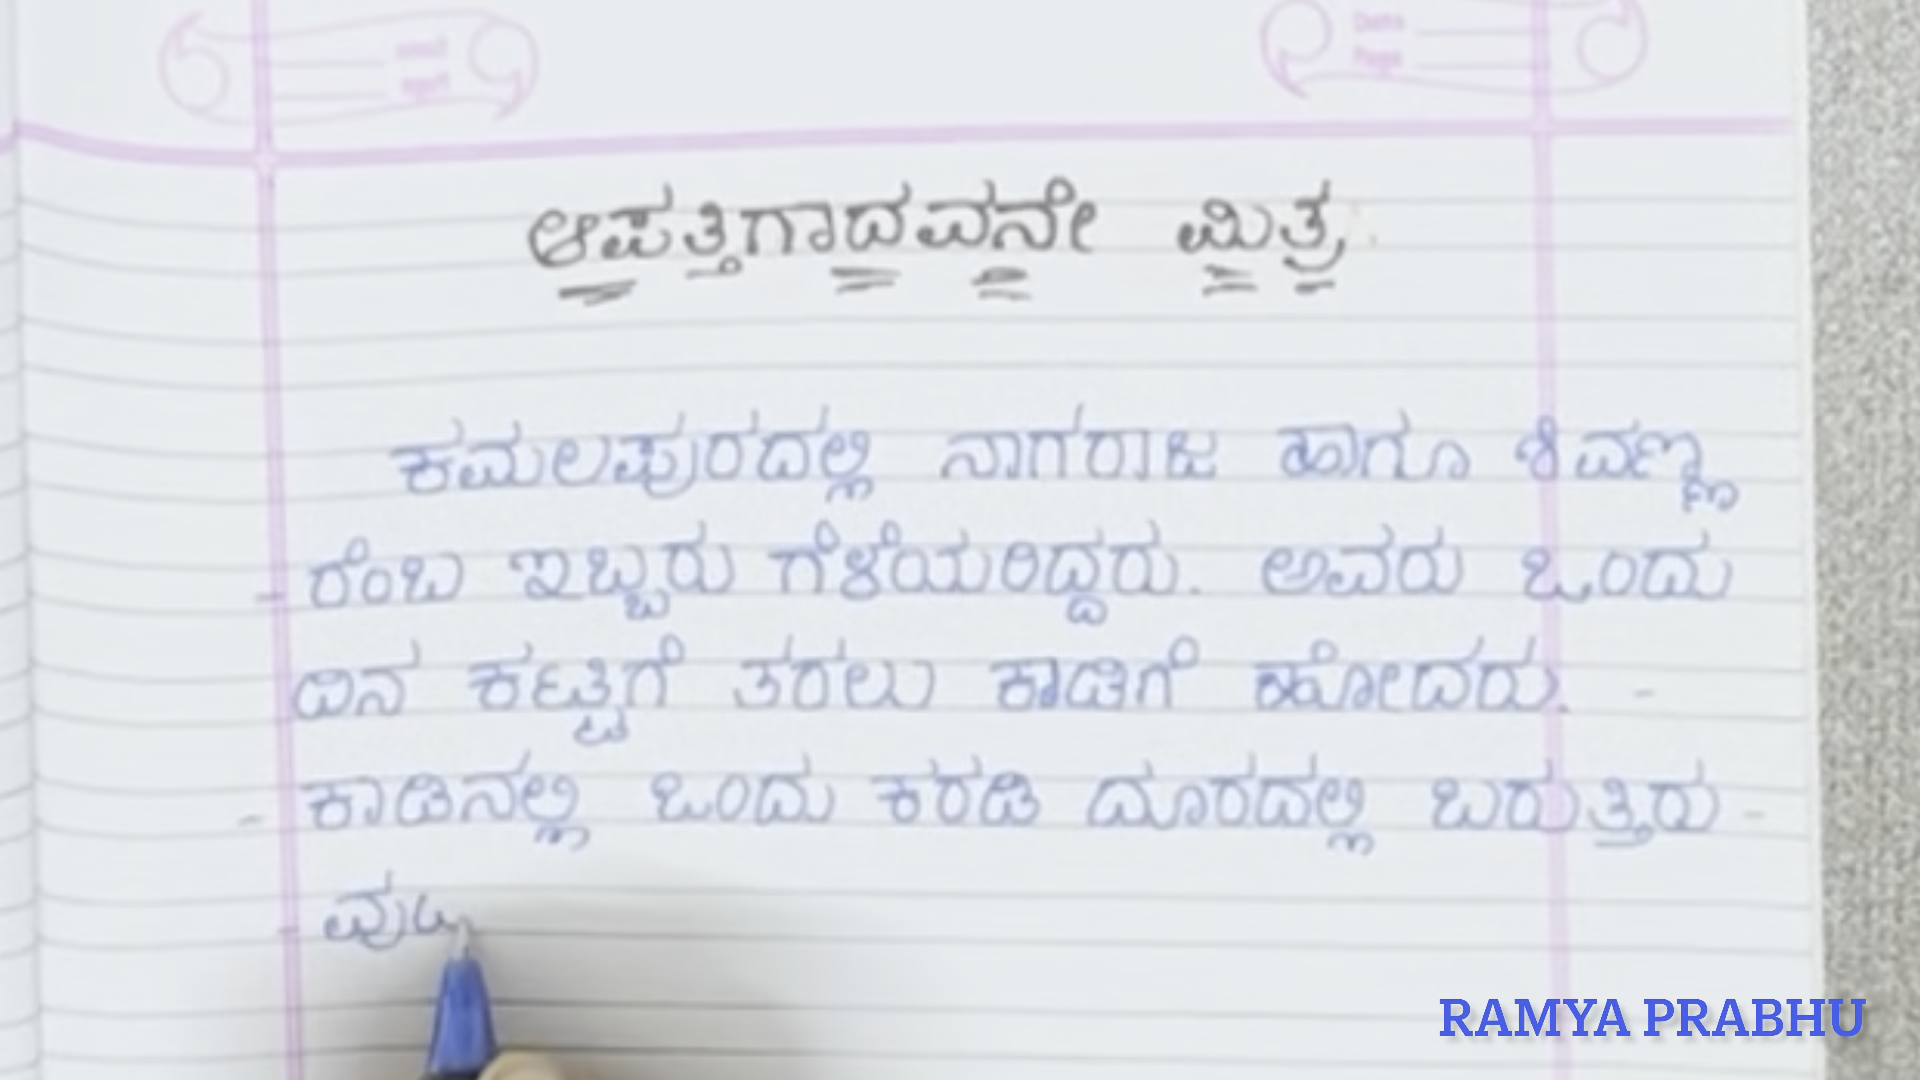 ಆಪತ್ತಿಗಾದವನೇ ಮಿತ್ರ
ಕಮಲಪುರದಲ್ಲಿ ನಾಗರಾಜ ಹಾಗೂ ಶಿವಣ್ಣ
- ರೆಂಬ ಇಬ್ಬರು ಗೆಳೆಯರಿದ್ದರು. ಅವರು ಒಂದು
ದಿನ ಕಟ್ಟಿಗೆ ತರಲು ಕಾಡಿಗೆ ಹೋದರು. -
- ಕಾಡಿನಲ್ಲಿ ಒಂದು ಕರಡಿ ದೂರದಲ್ಲಿ ಬರುತ್ತಿರು -
- ವು
RAMYA PRABHU